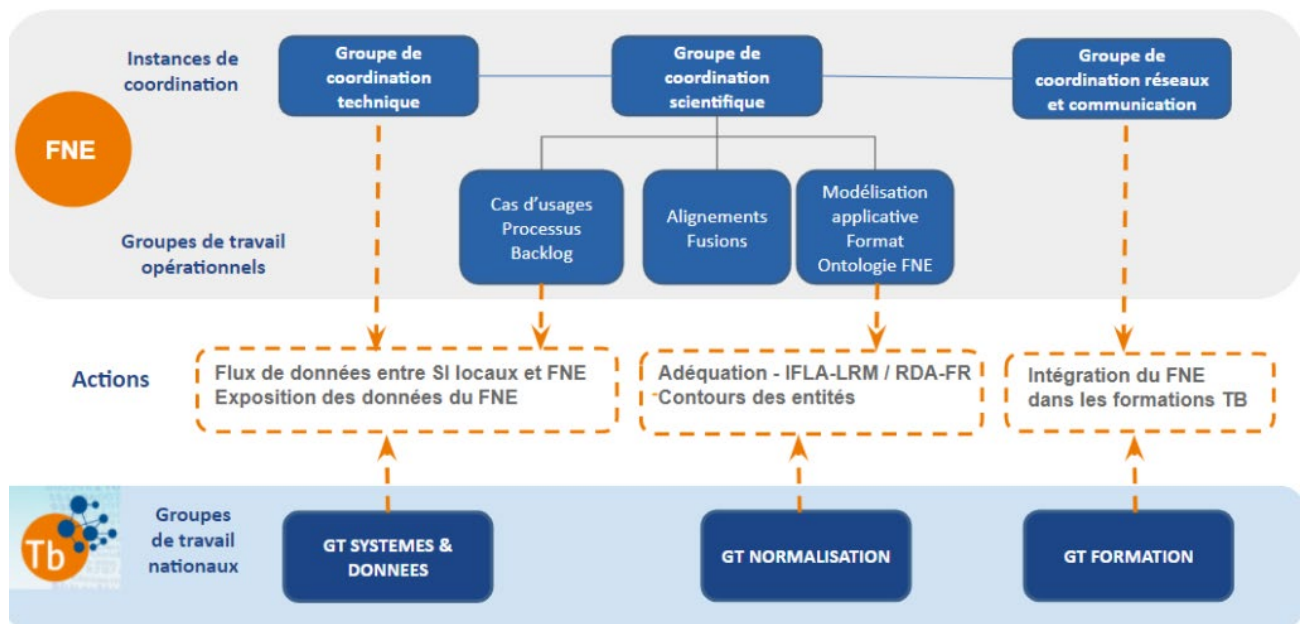 Instances de
coordination
Groupe de
coordination
technique
Groupe de
coordination
scientifique
Groupe de
coordination réseaux
et communication
FNE
Groupes de travail
opérationnels
Cas d'usages
Processus
Backlog
Alignements
Fusions
Modélisation
applicative
Format
Ontologie FNE
Actions
Flux de données entre SI locaux et FNE
Exposition des données du FNE
Adéquation - IFLA-LRM / RDA-FR
Contours des entités
Intégration du FNE
dans les formations TB
Tb
Groupes
de travail
nationaux
GT SYSTEMES &
DONNEES
GT NORMALISATION
GT FORMATION